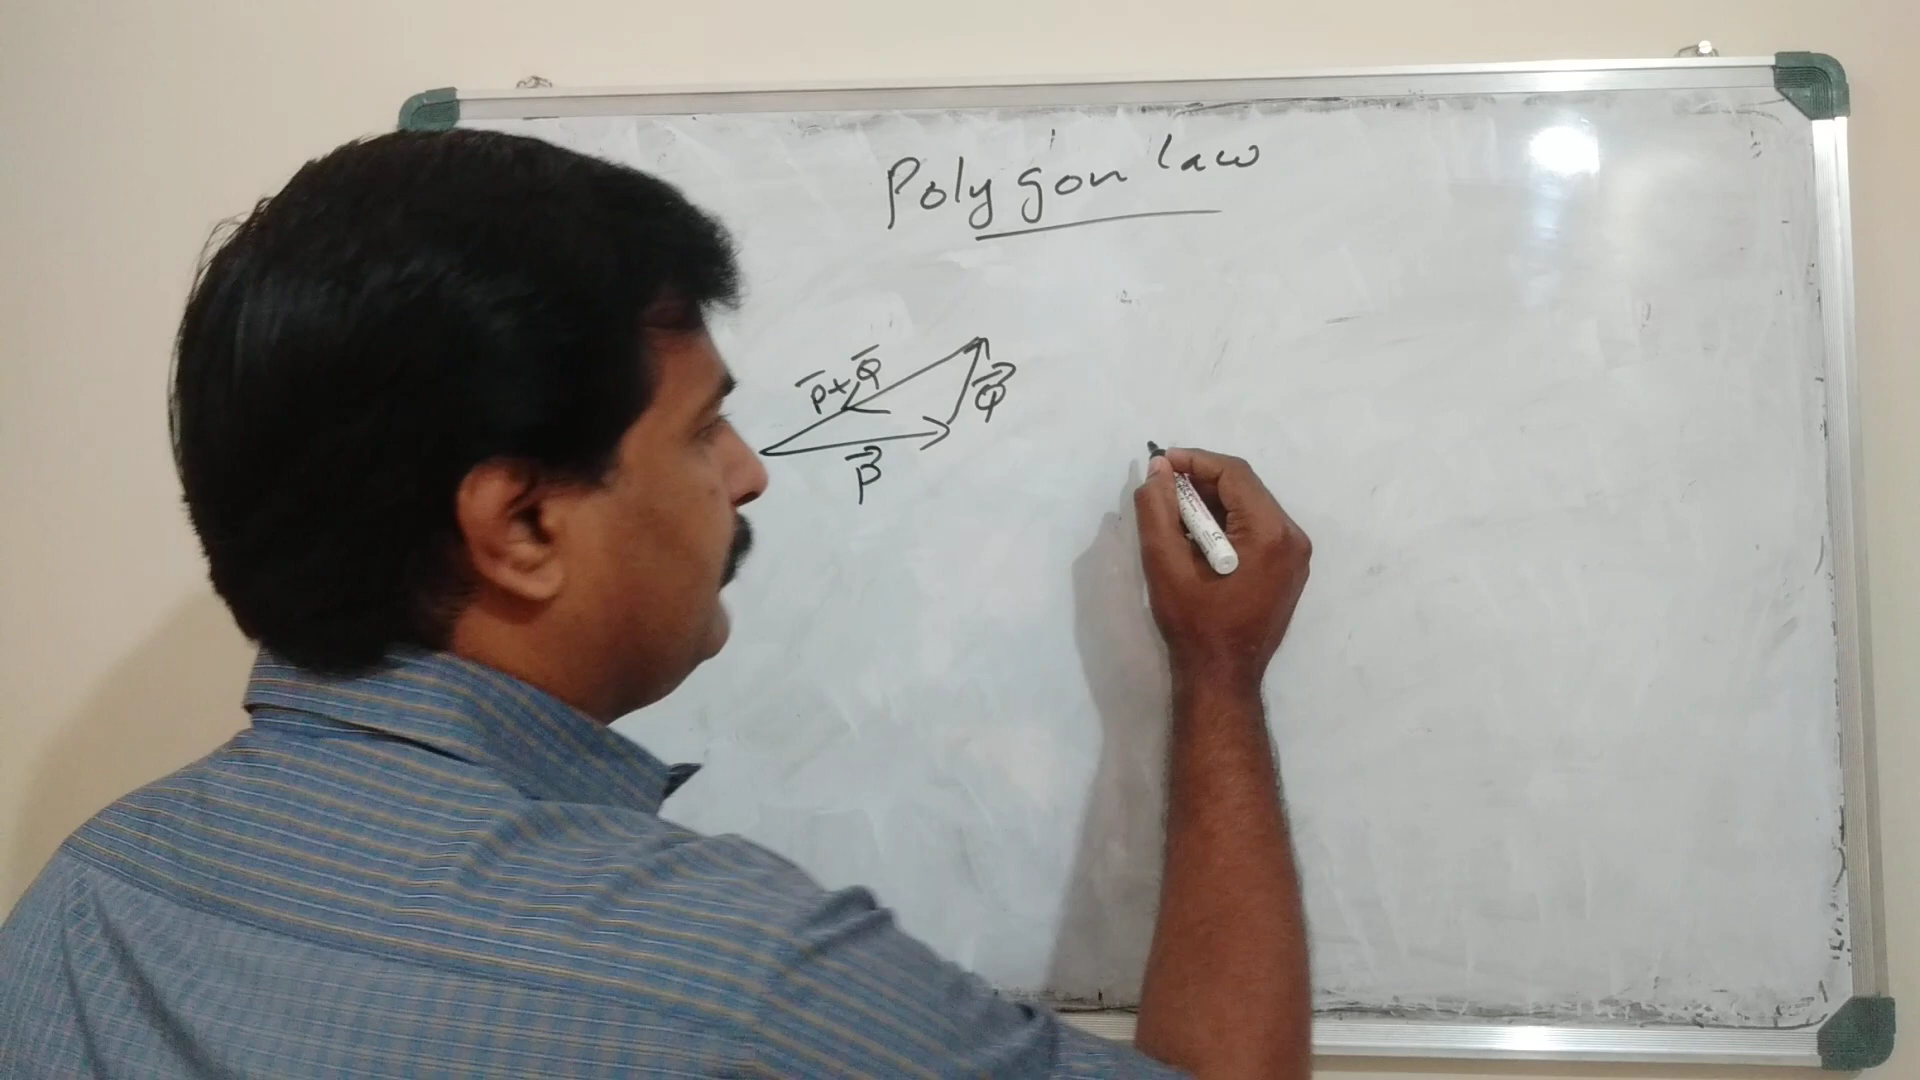 Polygon law
P̅+Q̅
Q⃗
P⃗